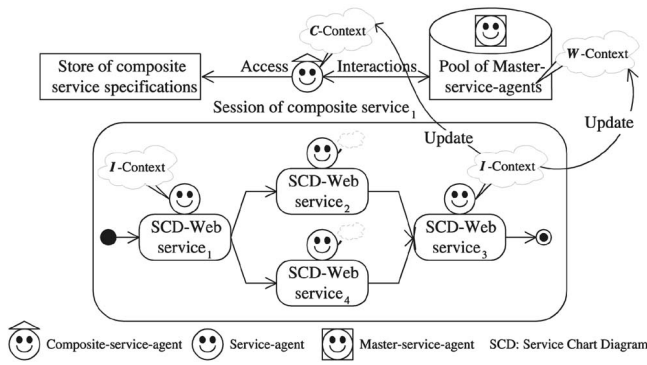 C-Context
W-Context
Store of composite
service specifications
Access
Interactions
Pool of Master-
service-agents
Session of composite service1
Update
Update
I-Context
I-Context
SCD-Web
service1
SCD-Web
service2
SCD-Web
service4
SCD-Web
service3
Composite-service-agent
Service-agent
Master-service-agent
SCD: Service Chart Diagram